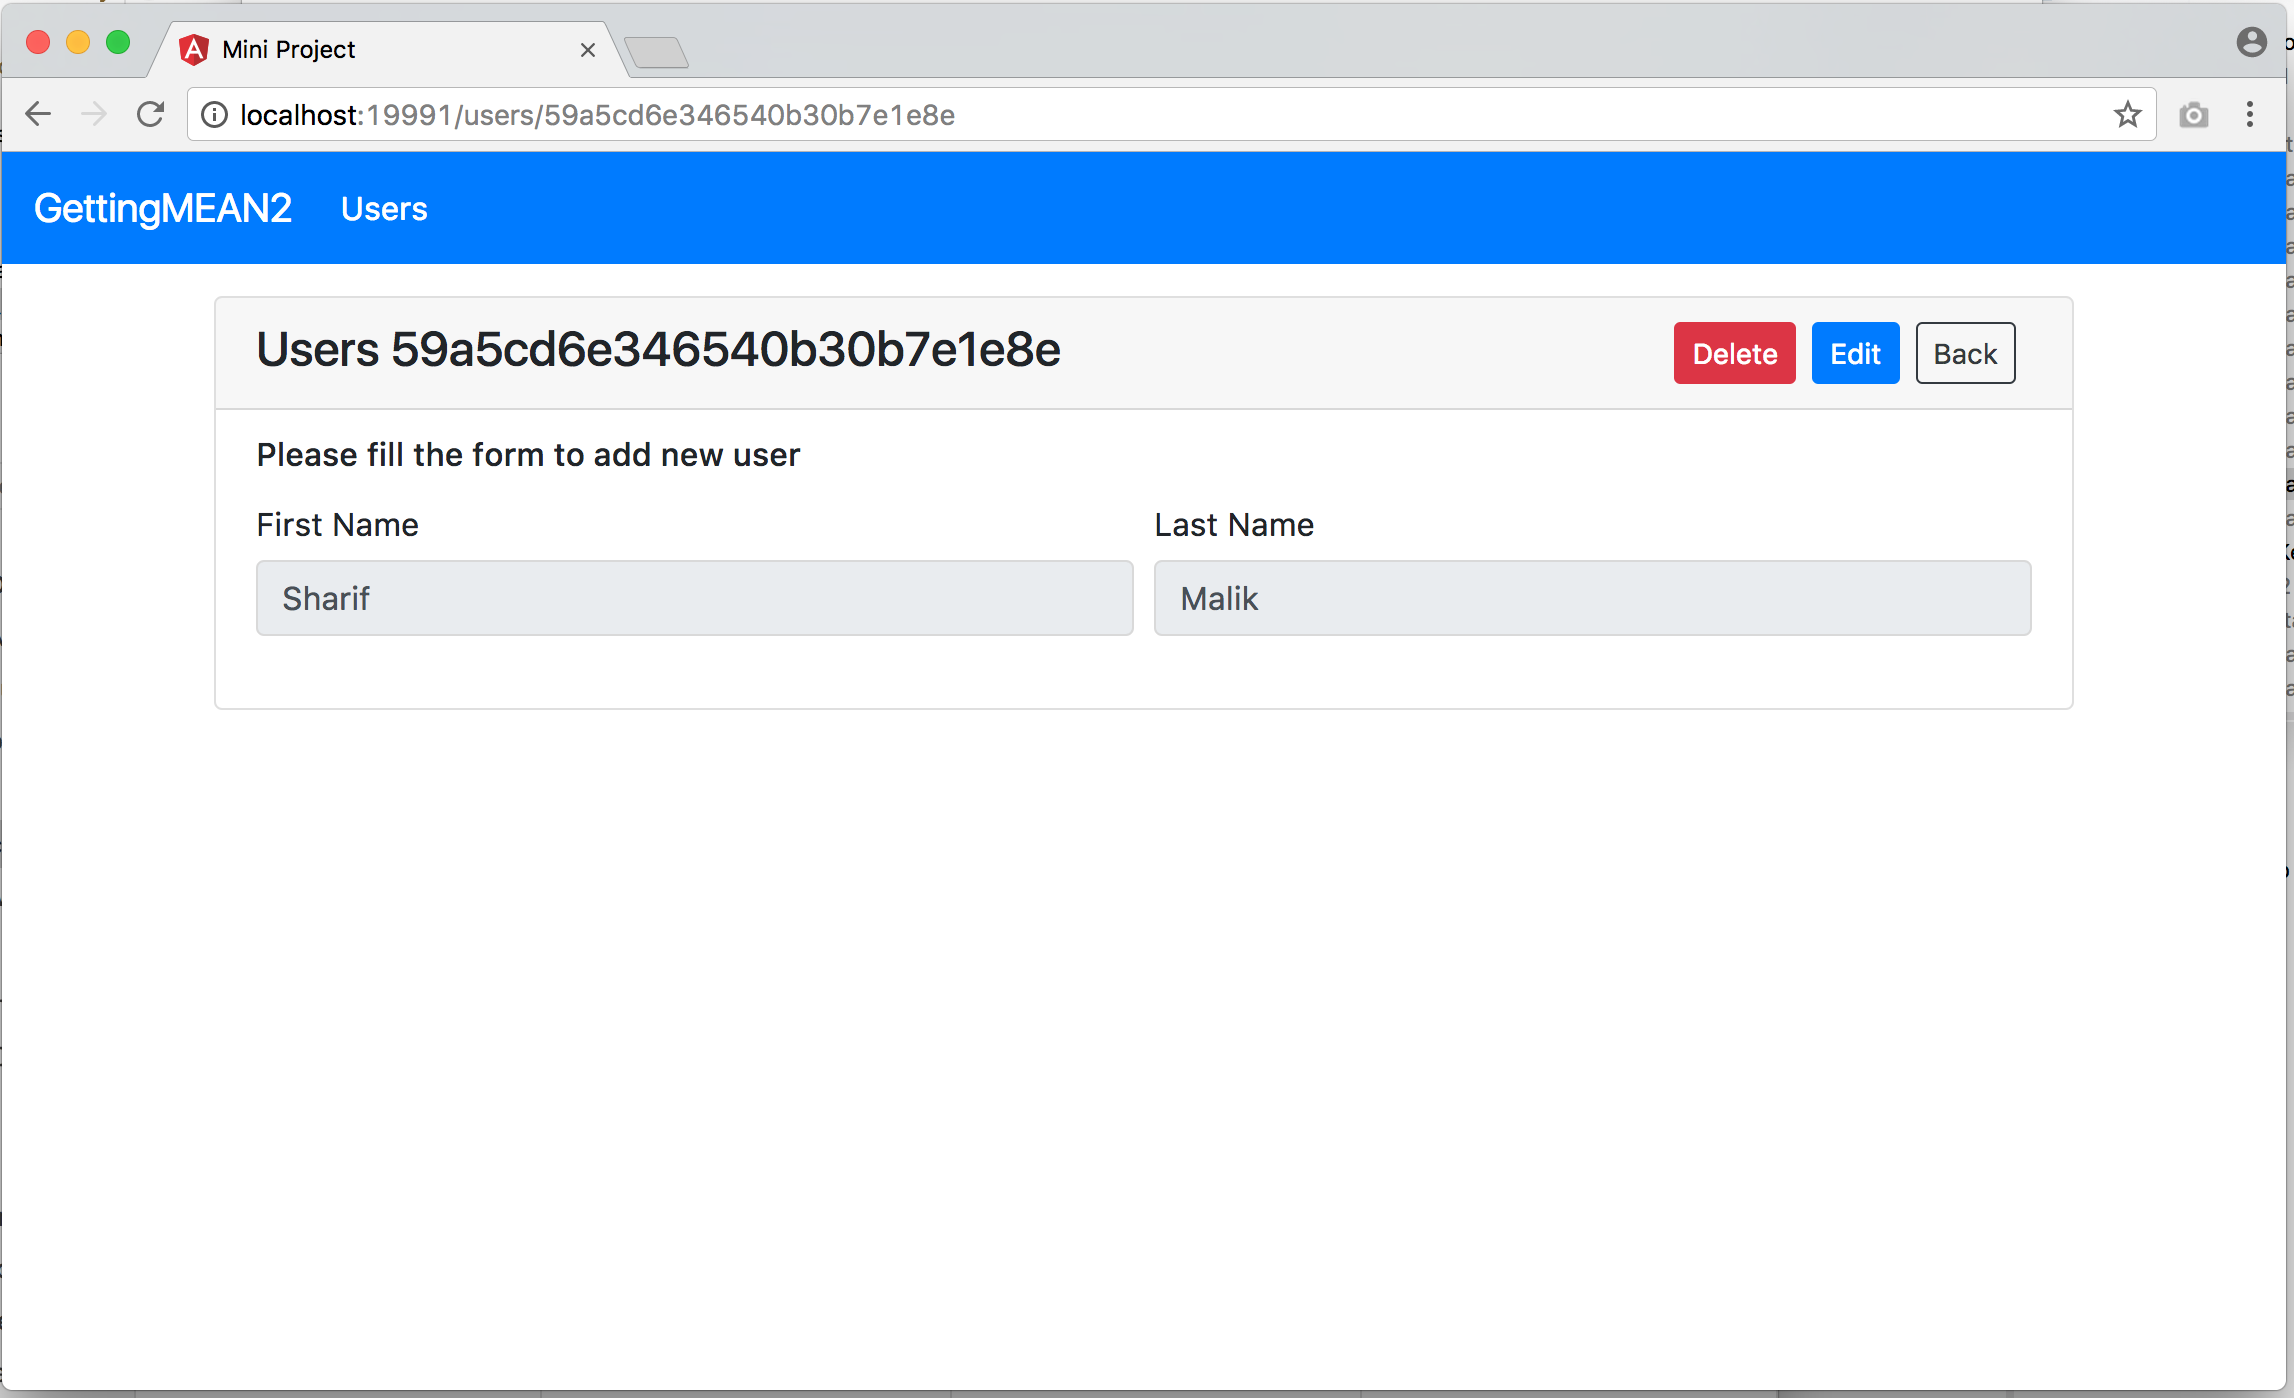 Mini Project
localhost:19991/users/59a5cd6e346540b30b7e1e8e
GettingMEAN2 Users
Users 59a5cd6e346540b30b7e1e8e
Delete Edit Back
Please fill the form to add new user
First Name Last Name
Sharif Malik